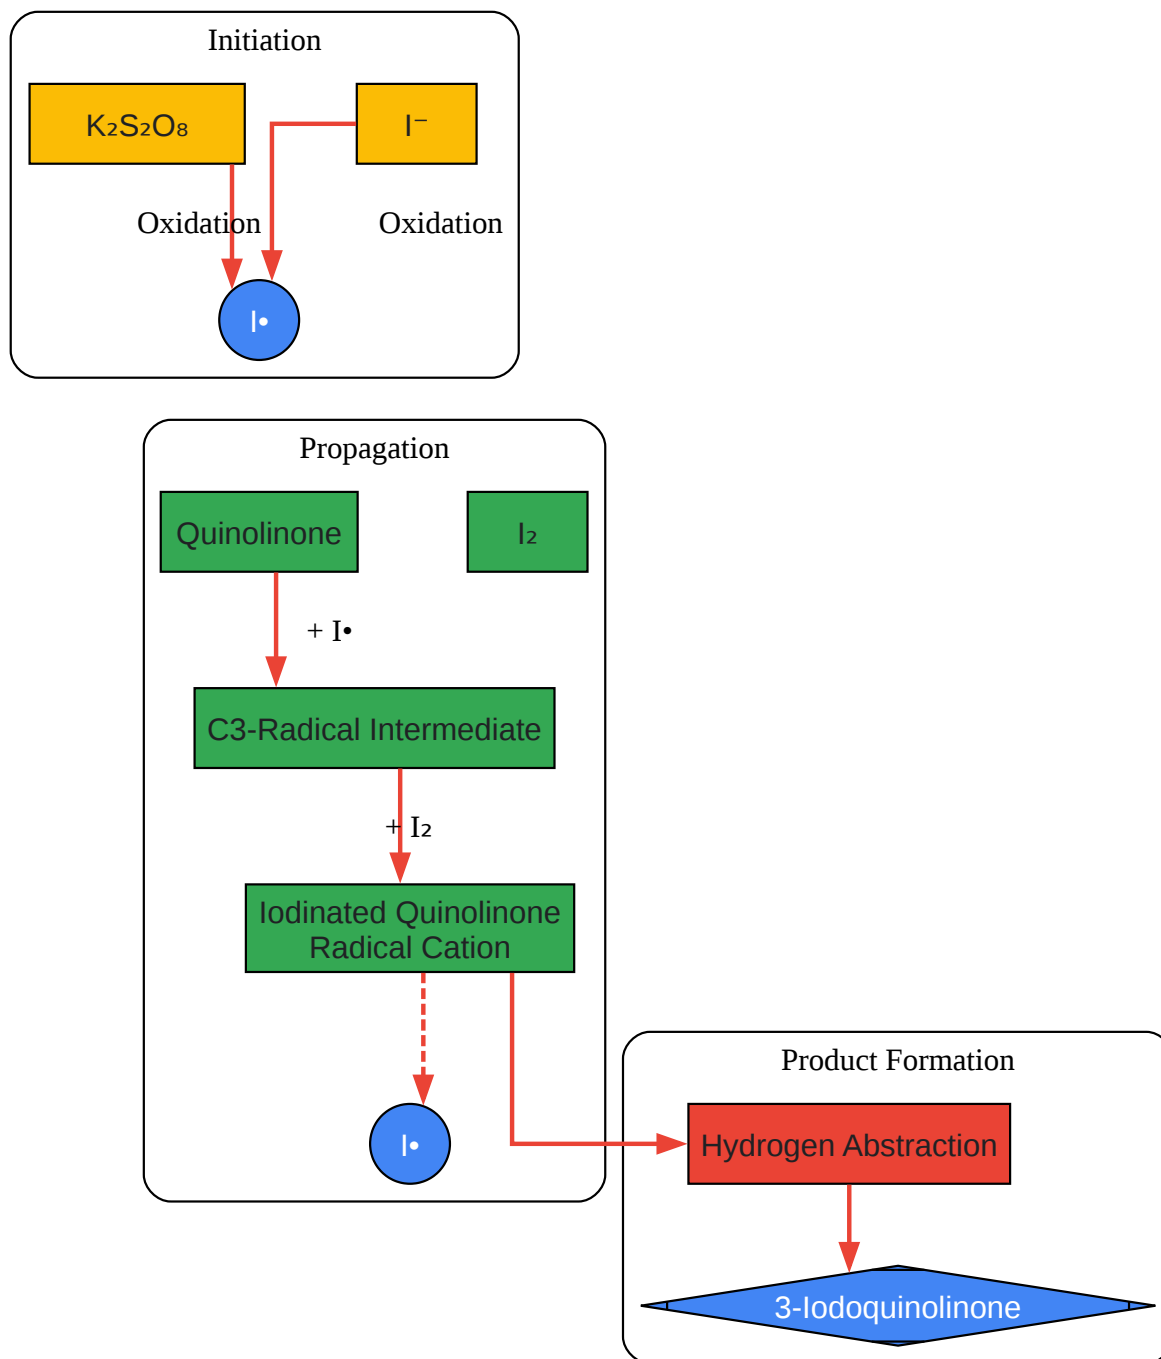 Initiation
K₂S₂O₈
I⁻
Oxidation
Oxidation
I•
Propagation
Quinolinone
I₂
+ I•
C3-Radical Intermediate
+ I₂
Iodinated Quinolinone
Radical Cation
I•
Product Formation
Hydrogen Abstraction
3-Iodoquinolinone